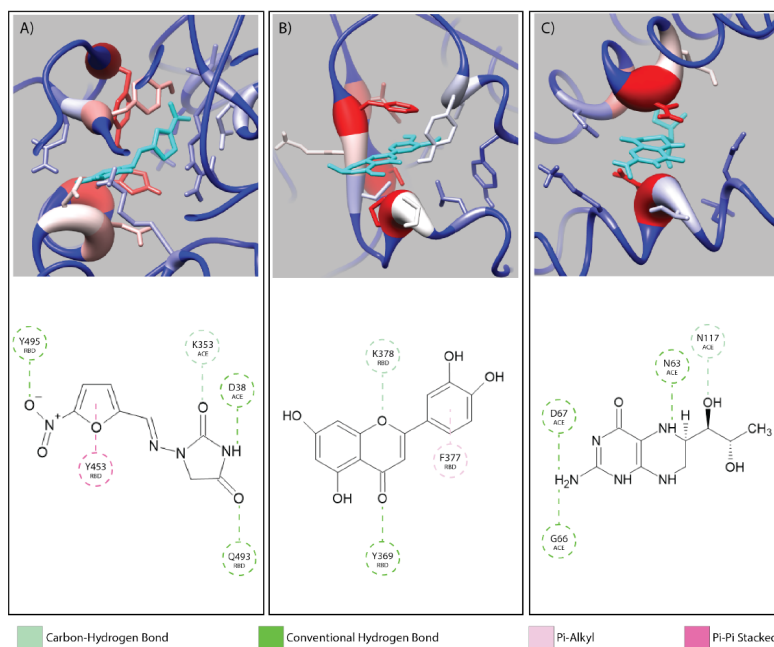 A)
B)
C)
Y495
RBD
K353
ACE
D38
ACE
O
O⁻
N⁺
O
O
N
N
NH
O
Y453
RBD
Q493
RBD
K378
RBD
OH
OH
HO
O
OH
O
F377
RBD
Y369
RBD
N117
ACE
N63
ACE
D67
ACE
O
H
N
H
OH
CH₃
OH
N
H₂N
NH
NH
G66
ACE
Carbon-Hydrogen Bond
Conventional Hydrogen Bond
Pi-Alkyl
Pi-Pi Stacked